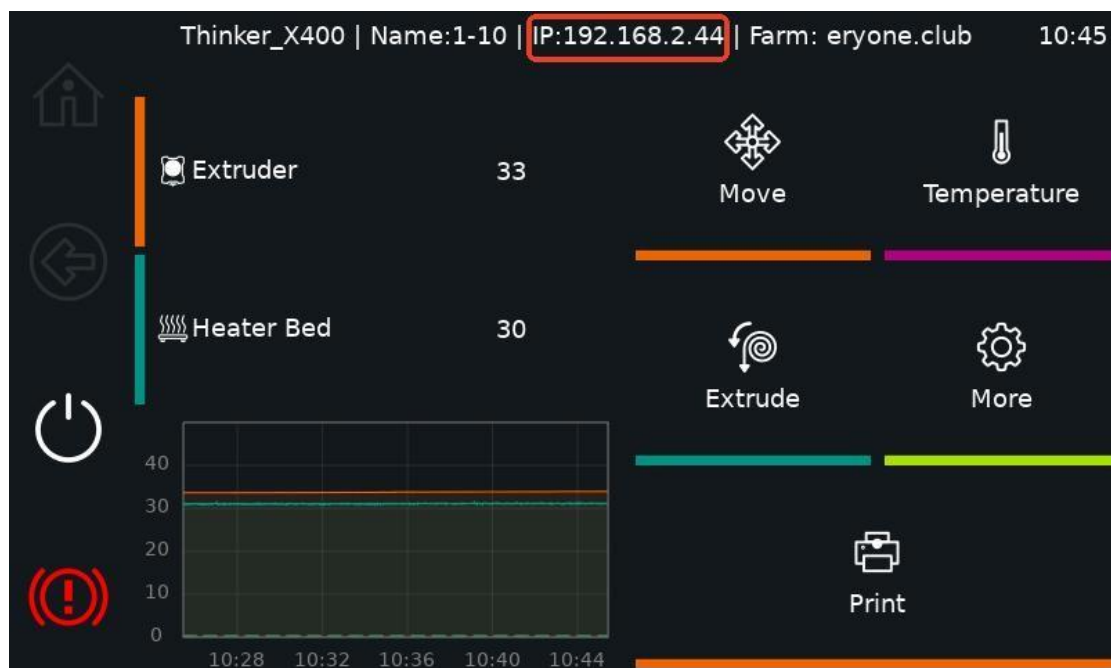 Thinker_X400 | Name:1-10 | IP:192.168.2.44 | Farm: eryone.club 10:45
Extruder 33
Move
Temperature
Heater Bed 30
Extrude
More
40
30
20
10
0
10:28 10:32 10:36 10:40 10:44
Print